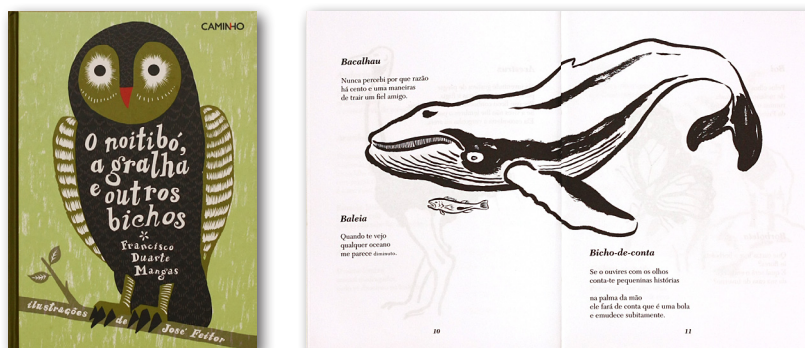 CAMINHO
O noitibó,
a gralha
e outros
bichos
Francisco
Duarte
Mangas
ilustrações de José Feitor
Bacalhau
Nunca percebi por que razão
há cento e uma maneiras
de trair um fiel amigo.
Baleia
Quando te vejo
qualquer oceano
me parece diminuto.
10
Bicho-de-conta
Se o ouvires com os olhos
conta-te pequeninas histórias
na palma da mão
ele fará de conta que é uma bola
e emudece subitamente.
11